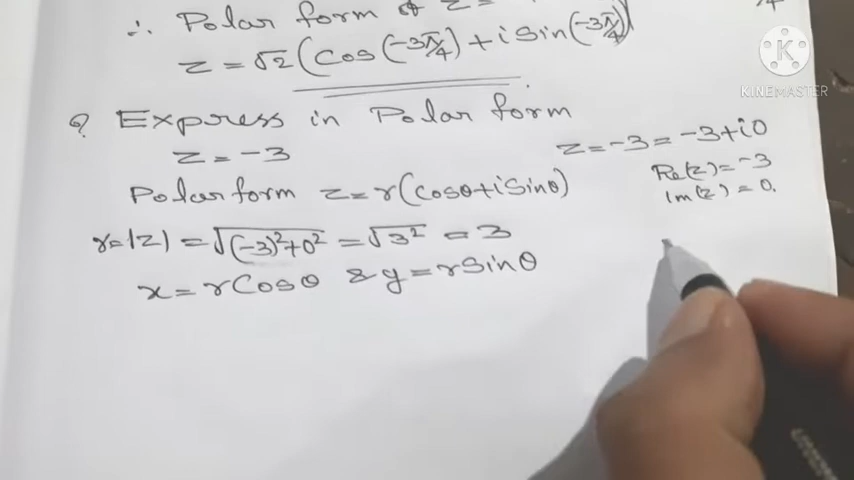 ∴ Polar form of z =
z = √2 (Cos(-3π/4) + i Sin(-3π/4))
KINEMASTER
Q Express in Polar form
z = -3
z = -3 = -3+i0
Re(z) = -3
Im(z) = 0.
Polar form z = r(cosθ+i Sinθ)
r = |z| = √(-3)²+0² = √3² = 3
x = r Cosθ & y = r Sinθ